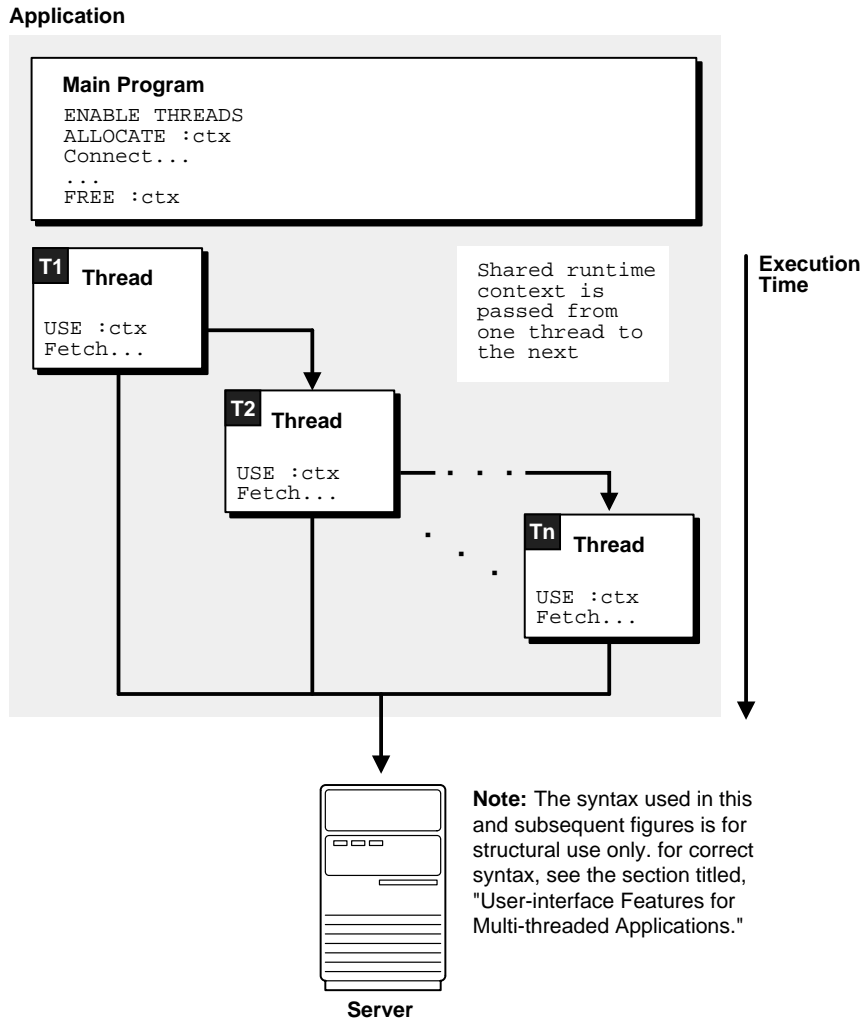 Application
Main Program
ENABLE THREADS
ALLOCATE :ctx
Connect...
...
FREE :ctx
T1
Thread
USE :ctx
Fetch...
Shared runtime
context is
passed from
one thread to
the next
Execution
Time
T2
Thread
USE :ctx
Fetch...
Tn
Thread
USE :ctx
Fetch...
Note: The syntax used in this
and subsequent figures is for
structural use only. for correct
syntax, see the section titled,
"User-interface Features for
Multi-threaded Applications."
Server